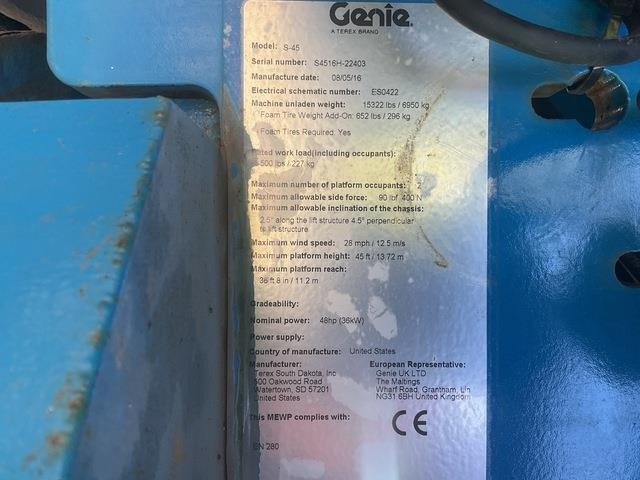 Genie
A TEREX BRAND
Model: S-45
Serial number: S4516H-22403
Manufacture date: 08/05/16
Electrical schematic number: ES0422
Machine unladen weight: 15322 lbs / 6950 kg
Foam Tire Weight Add-On: 652 lbs / 296 kg
Foam Tires Required: Yes
Rated work load(including occupants):
500 lbs / 227 kg
Maximum number of platform occupants: 2
Maximum allowable side force: 90 lbf 400 N
Maximum allowable inclination of the chassis:
2.5° along the lift structure 4.5° perpendicular
to lift structure
Maximum wind speed: 28 mph / 12.5 m/s
Maximum platform height: 45 ft / 13.72 m
Maximum platform reach:
36 ft 8 in / 11.2 m
Gradeability:
Nominal power: 48hp (36kW)
Power supply:
Country of manufacture: United States
Manufacturer:
Terex South Dakota, Inc
500 Oakwood Road
Watertown, SD 57201
United States
European Representative:
Genie UK LTD
The Maltings
Wharf Road, Grantham, Lin
NG31 6BH United Kingdom
This MEWP complies with:
CE
EN 280